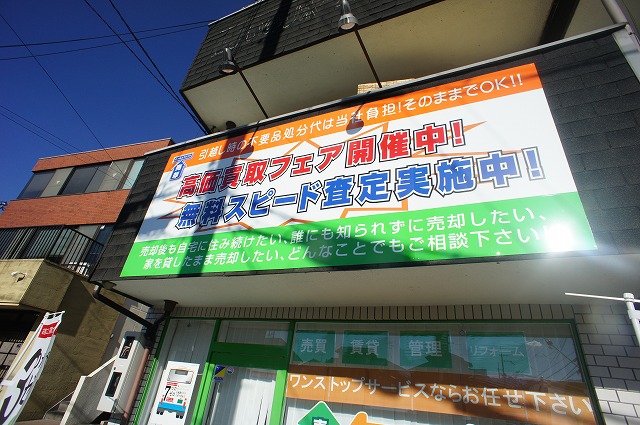 引越し時の不要品処分代は当社負担!そのままでOK!!
高価買取フェア開催中!
無料スピード査定実施中!
売却後も自宅に住み続けたい、誰にも知られずに売却したい、
家を貸したまま売却したい、どんなことでもご相談下さい!
売買 賃貸 管理 リフォーム
ワンストップサービスならお任せ下さい